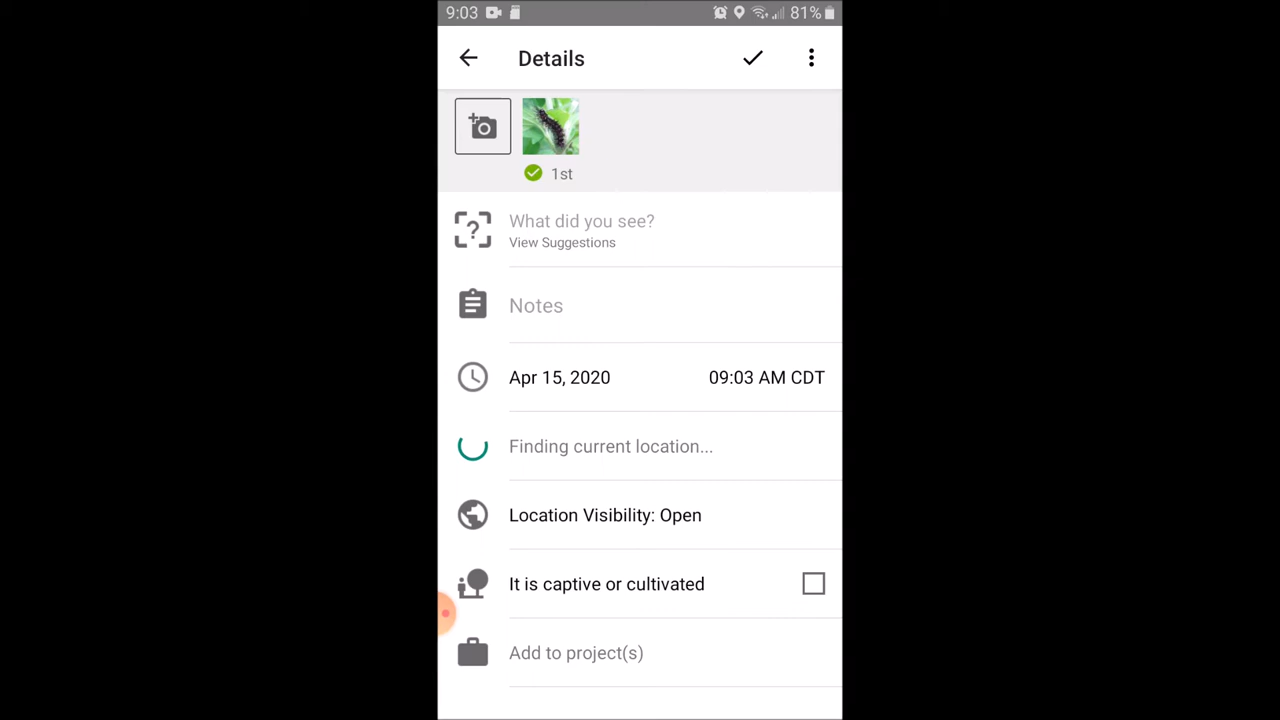 9:03 81%
Details
1st
What did you see?
View Suggestions
Notes
Apr 15, 2020 09:03 AM CDT
Finding current location...
Location Visibility: Open
It is captive or cultivated
Add to project(s)